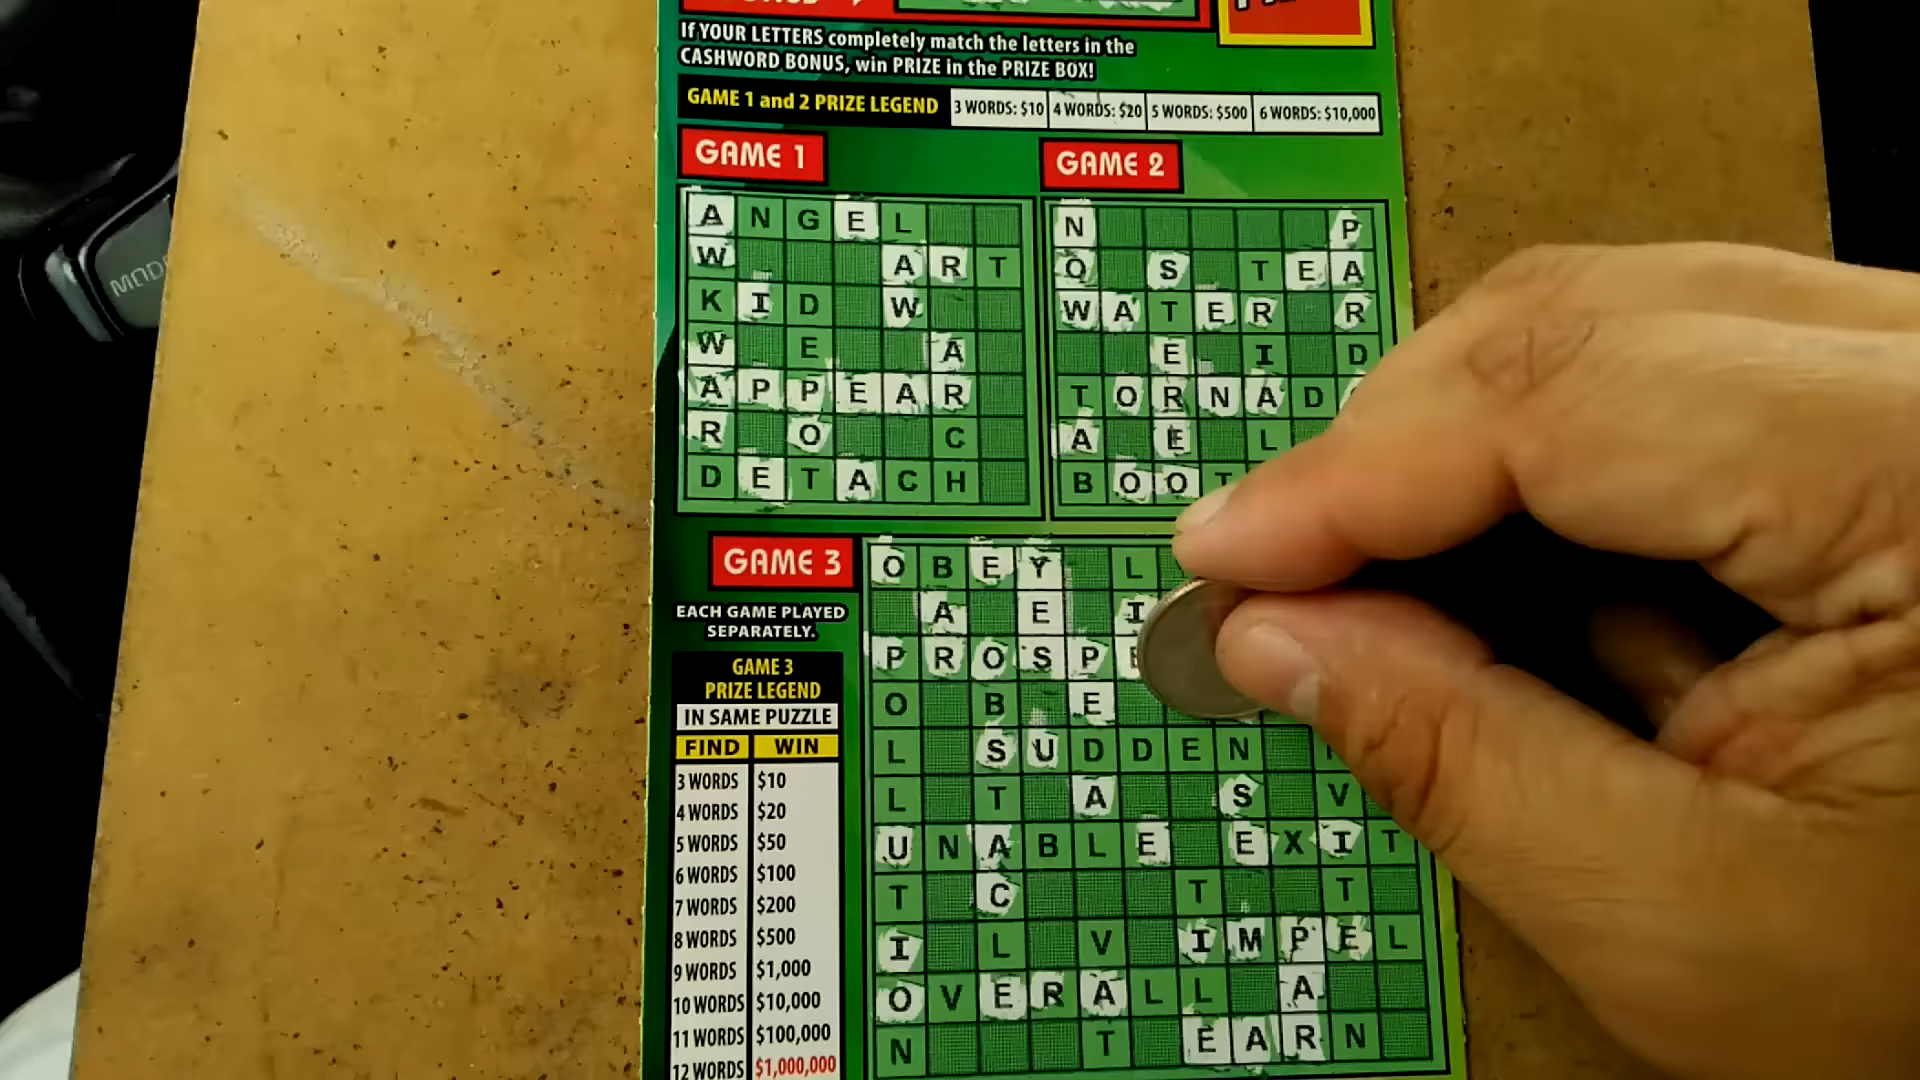 If YOUR LETTERS completely match the letters in the
CASHWORD BONUS, win PRIZE in the PRIZE BOX!
GAME 1 and 2 PRIZE LEGEND 3 WORDS: $10 4 WORDS: $20 5 WORDS: $500 6 WORDS: $10,000
GAME 1 GAME 2
A N G E L
W A R T
K I D W
W E A
A P P E A R
R O C
D E T A C H
N P
O S T E A
W A T E R R
E I D
T O R N A D
A E L
B O O T
GAME 3
EACH GAME PLAYED
SEPARATELY.
GAME 3
PRIZE LEGEND
IN SAME PUZZLE
FIND WIN
3 WORDS $10
4 WORDS $20
5 WORDS $50
6 WORDS $100
7 WORDS $200
8 WORDS $500
9 WORDS $1,000
10 WORDS $10,000
11 WORDS $100,000
12 WORDS $1,000,000
O B E Y L
A E I
P R O S P
O B E
L S U D D E N
L T A S V
U N A B L E E X I T
T C T T
I L V I M P E L
O V E R A L L A
N T E A R N
MOD